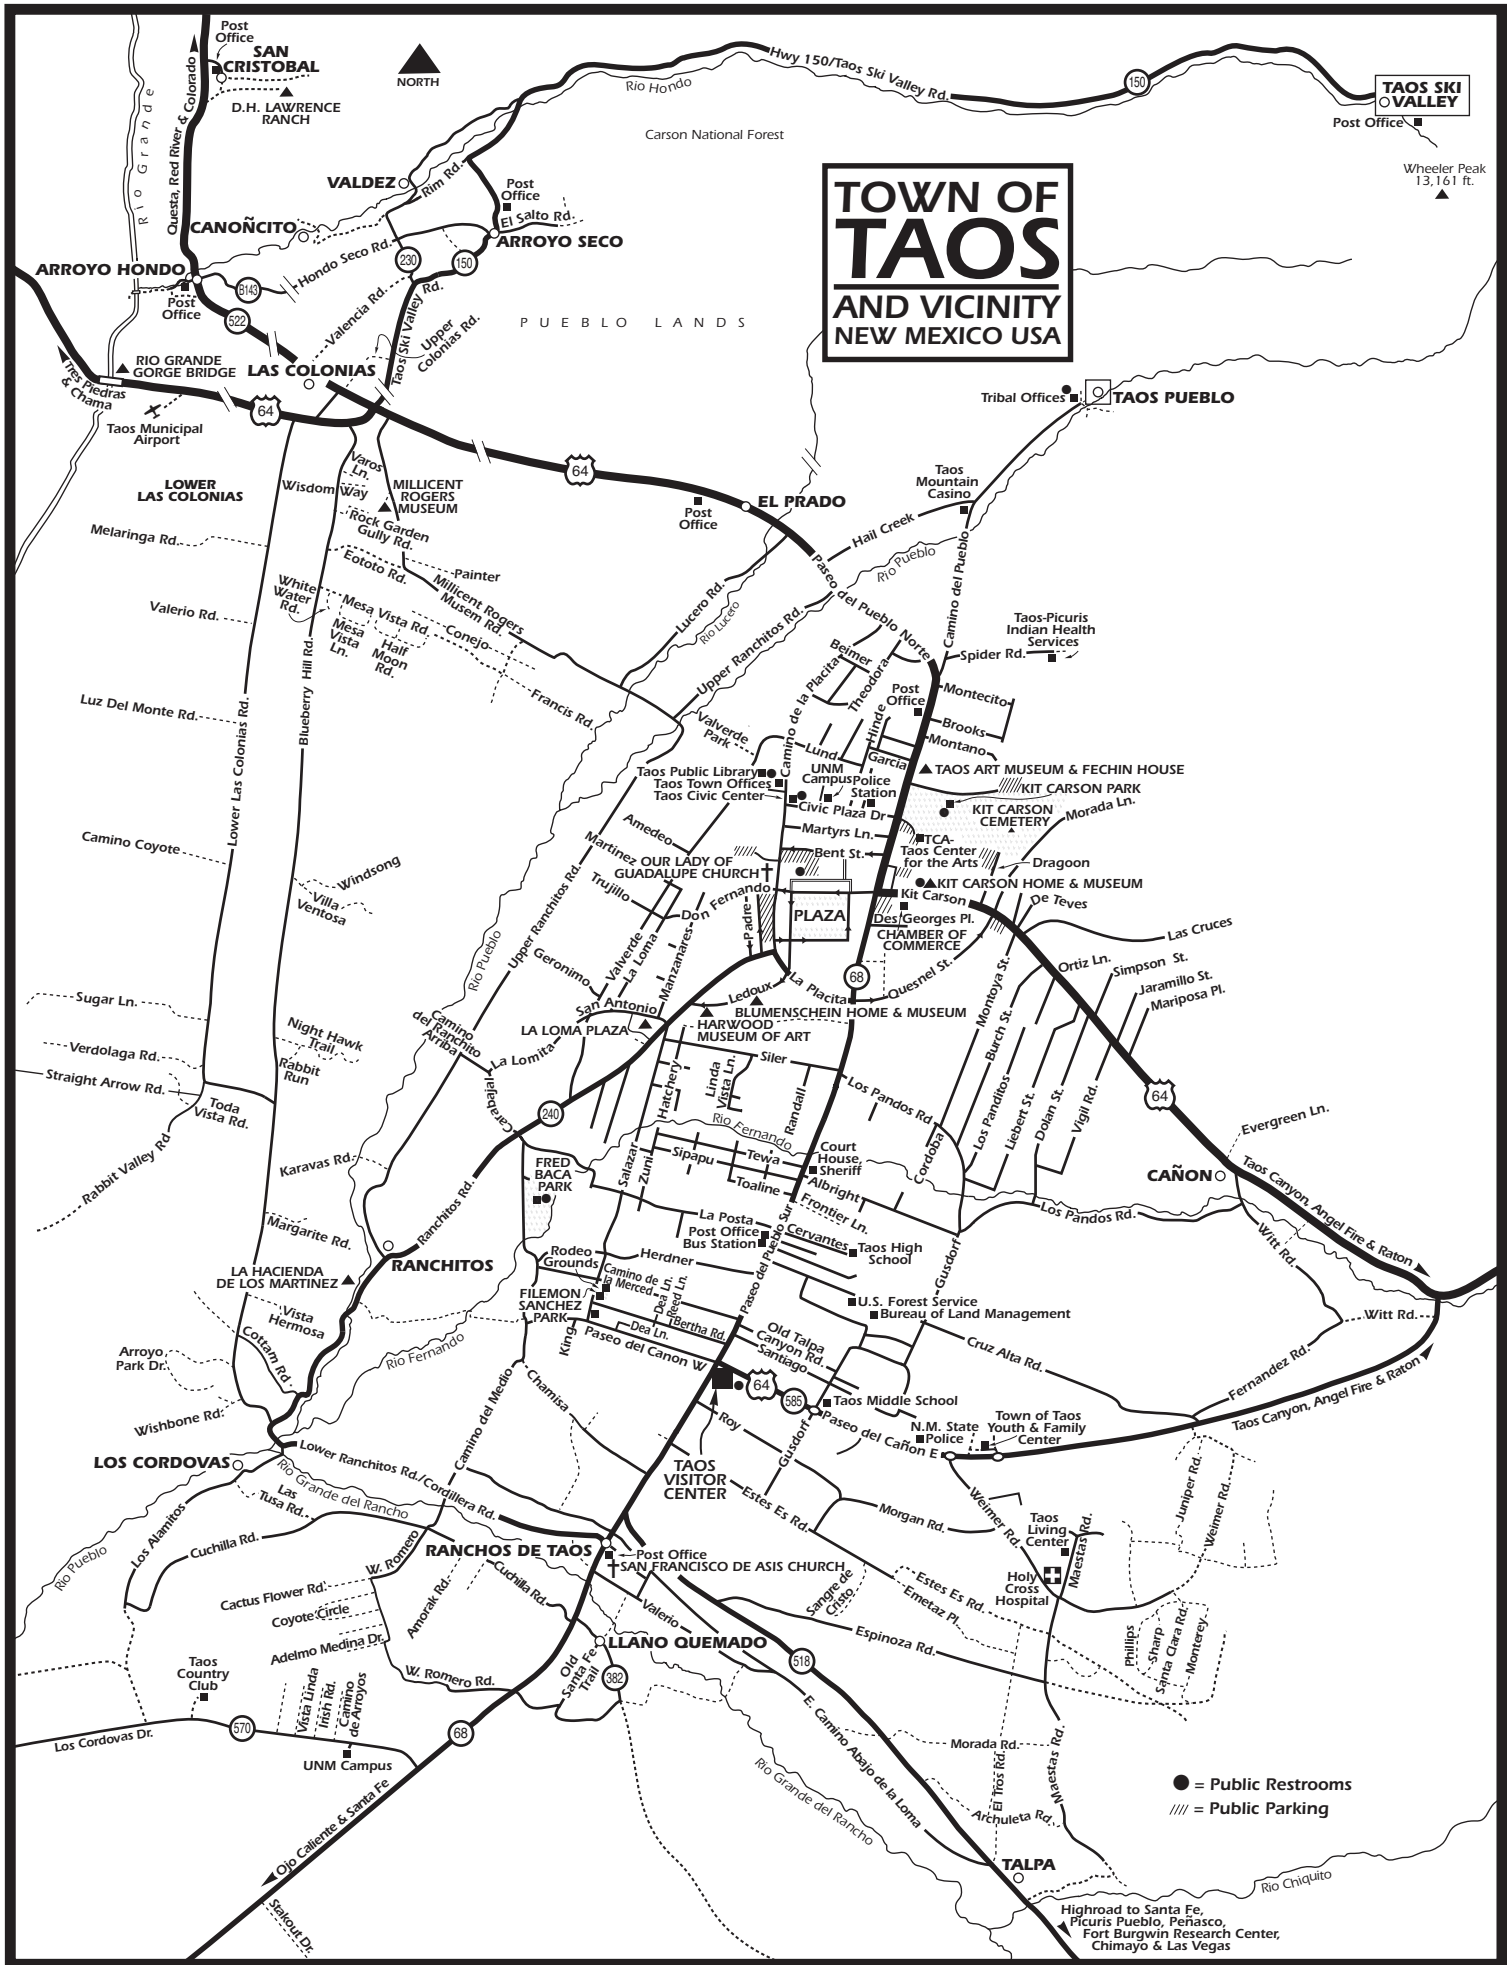 Post
Office
SAN
CRISTOBAL
D.H. LAWRENCE
RANCH
NORTH
Rio Grande
Questa, Red River & Colorado
Hwy 150/Taos Ski Valley Rd.
150
Rio Hondo
Carson National Forest
TAOS SKI
VALLEY
Post Office
Wheeler Peak
13,161 ft.
TOWN OF
TAOS
AND VICINITY
NEW MEXICO USA
VALDEZ
Rim Rd.
Post
Office
El Salto Rd.
ARROYO SECO
CANOÑCITO
Hondo Seco Rd.
230
150
ARROYO HONDO
B143
Post
Office
522
Valencia Rd.
Taos Ski Valley Rd.
Upper
Colonias Rd.
PUEBLO LANDS
RIO GRANDE
GORGE BRIDGE
LAS COLONIAS
Tres Piedras
& Chama
64
Taos Municipal
Airport
Tribal Offices
TAOS PUEBLO
64
LOWER
LAS COLONIAS
Varos
Ln.
Wisdom Way
MILLICENT
ROGERS
MUSEUM
Rock Garden
Gully Rd.
Post
Office
EL PRADO
Taos
Mountain
Casino
Hail Creek
Rio Pueblo
Camino del Pueblo
Melaringa Rd.
Eototo Rd.
Painter
White
Water
Rd.
Mesa Vista Rd.
Millicent Rogers
Musem Rd.
Mesa
Vista
Ln.
Half
Moon
Rd.
Conejo
Valerio Rd.
Francis Rd.
Lucero Rd.
Rio Lucero
Upper Ranchitos Rd.
Paseo del Pueblo Norte
Taos-Picuris
Indian Health
Services
Spider Rd.
Beimer
Theodora
Camino de la Placita
Post
Office
Montecito
Hinde
Brooks
Montano
Luz Del Monte Rd.
Lower Las Colonias Rd.
Blueberry Hill Rd.
Valverde
Park
Lund
Garcia
Taos Public Library
Taos Town Offices
Taos Civic Center
UNM
Campus
Police
Station
TAOS ART MUSEUM & FECHIN HOUSE
KIT CARSON PARK
KIT CARSON
CEMETERY
Morada Ln.
Civic Plaza Dr
Martyrs Ln.
TCA-
Taos Center
for the Arts
Dragoon
Bent St.
Amedeo
Martinez
Trujillo
OUR LADY OF
GUADALUPE CHURCH
Camino Coyote
Windsong
Villa
Ventosa
Don Fernando
Padre
PLAZA
KIT CARSON HOME & MUSEUM
Kit Carson
De Teves
Des Georges Pl.
CHAMBER OF
COMMERCE
Las Cruces
Upper Ranchitos Rd.
Valverde
La Loma
Manzanares
Geronimo
San Antonio
Rio Pueblo
68
La Placita
Quesnel St.
Ledoux
BLUMENSCHEIN HOME & MUSEUM
HARWOOD
MUSEUM OF ART
LA LOMA PLAZA
Montoya St.
Ortiz Ln.
Simpson St.
Jaramillo St.
Mariposa Pl.
Burch St.
Sugar Ln.
Night Hawk
Trail
Rabbit
Run
Verdolaga Rd.
Straight Arrow Rd.
Toda
Vista Rd.
Camino
del Ranchito
Arriba
La Lomita
Carabajal
240
Hatchery
Linda
Vista Ln.
Siler
Randall
Los Pandos Rd
Rio Fernando
Cordoba
Los Panditos
Liebert St.
Dolan St.
Vigil Rd.
64
Evergreen Ln.
Rabbit Valley Rd
Karavas Rd.
FRED
BACA
PARK
Salazar
Zuni
Sipapu
Tewa
Toaline
Court
House,
Sheriff
Albright
Frontier Ln.
CAÑON
Taos Canyon, Angel Fire & Raton
Los Pandos Rd.
Witt Rd.
Margarite Rd.
Ranchitos Rd.
RANCHITOS
La Posta
Post Office
Bus Station
Cervantes
Taos High
School
LA HACIENDA
DE LOS MARTINEZ
Rodeo
Grounds
Herdner
Camino de
la Merced
Dea Ln.
Reed Ln.
Paseo del Pueblo Sur
Gusdorf
U.S. Forest Service
Bureau of Land Management
FILEMON
SANCHEZ
PARK
Vista
Hermosa
King
Dea Ln.
Bertha Rd.
Paseo del Canon W
Old Talpa
Canyon Rd.
Santiago
Cruz Alta Rd.
Witt Rd.
Fernandez Rd.
Arroyo
Park Dr.
Cottam Rd.
Rio Fernando
Camino del Medio
Chamisa
64
585
Taos Middle School
Taos Canyon, Angel Fire & Raton
Wishbone Rd.
Roy
Gusdorf
Paseo del Cañon E
N.M. State
Police
Town of Taos
Youth & Family
Center
LOS CORDOVAS
Lower Ranchitos Rd./Cordillera Rd.
Rio Grande del Rancho
TAOS
VISITOR
CENTER
Las
Tusa Rd.
Estes Es Rd.
Morgan Rd.
Weimer Rd.
Juniper Rd.
Weimer Rd.
Los Alamitos
Cuchilla Rd.
Rio Pueblo
W. Romero
RANCHOS DE TAOS
Post Office
SAN FRANCISCO DE ASIS CHURCH
Taos
Living
Center
Maestas Rd.
Holy
Cross
Hospital
Cactus Flower Rd.
Coyote Circle
Adelmo Medina Dr.
Amorak Rd.
Cuchilla Rd.
Valerio
Sangre de
Cristo
Estes Es Rd.
Emetaz Pl.
Espinoza Rd.
Phillips
Sharp
Santa Clara Rd.
Monterey
LLANO QUEMADO
Taos
Country
Club
W. Romero Rd.
Old
Santa Fe
Trail
382
518
Vista Linda
Irish Rd.
Camino
de Arroyos
570
68
Los Cordovas Dr.
UNM Campus
E. Camino Abajo de la Loma
Morada Rd.
El Tros Rd.
Maestas Rd.
Rio Grande del Rancho
Archuleta Rd.
= Public Restrooms
= Public Parking
Ojo Caliente & Santa Fe
TALPA
Rio Chiquito
Stakout Dr.
Highroad to Santa Fe,
Picuris Pueblo, Peñasco,
Fort Burgwin Research Center,
Chimayo & Las Vegas